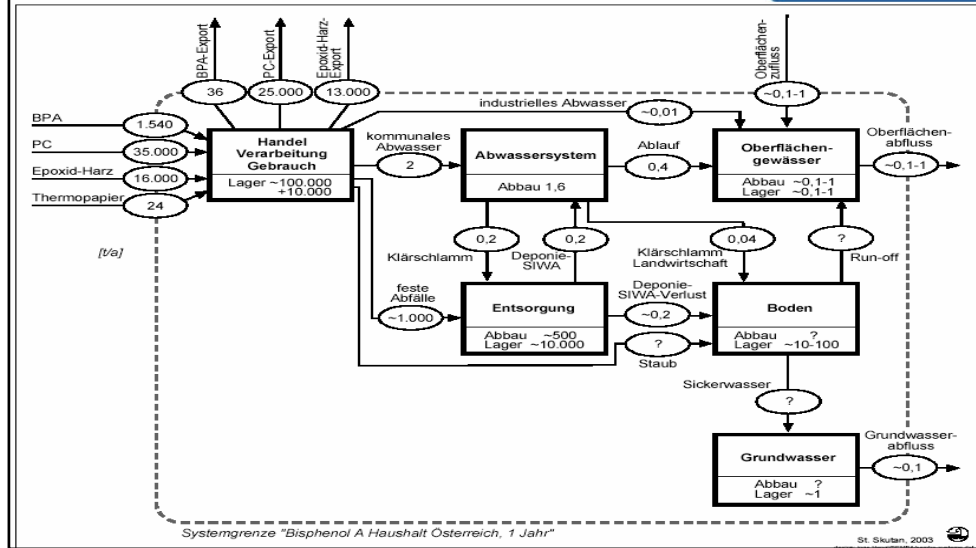 BPA-Export
PC-Export
Epoxid-Harz-
Export
Oberflächen-
zufluss
36
25.000
13.000
~0,1-1
BPA
1.540
PC
35.000
Epoxid-Harz
16.000
Thermopapier
24
[t/a]
Handel
Verarbeitung
Gebrauch
Lager ~100.000
+10.000
industrielles Abwasser
~0,01
kommunales
Abwasser
2
Abwassersystem
Abbau 1,6
Ablauf
0,4
Oberflächen-
gewässer
Abbau ~0,1-1
Lager ~0,1-1
Oberflächen-
abfluss
~0,1-1
0,2
Klärschlamm
0,2
Deponie-
SIWA
0,04
Klärschlamm
Landwirtschaft
?
Run-off
feste
Abfälle
~1.000
Entsorgung
Abbau ~500
Lager ~10.000
Deponie-
SIWA-Verlust
~0,2
?
Staub
Boden
Abbau ?
Lager ~10-100
Sickerwasser
?
Grundwasser
Abbau ?
Lager ~1
Grundwasser-
abfluss
~0,1
Systemgrenze "Bisphenol A Haushalt Österreich, 1 Jahr"
St. Skutan, 2003